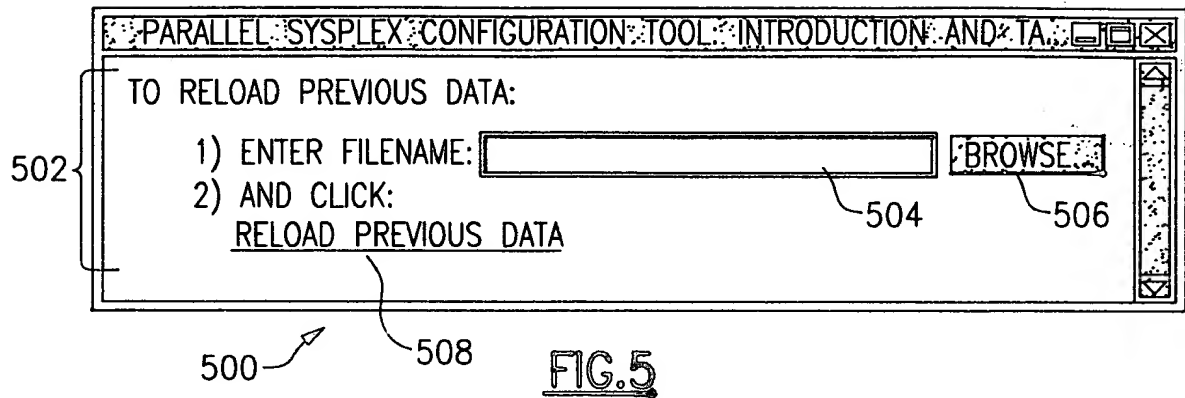 PARALLEL SYSPLEX CONFIGURATION TOOL: INTRODUCTION AND TA...
TO RELOAD PREVIOUS DATA:
1) ENTER FILENAME:
BROWSE...
2) AND CLICK:
RELOAD PREVIOUS DATA
502
504
506
508
500
FIG.5